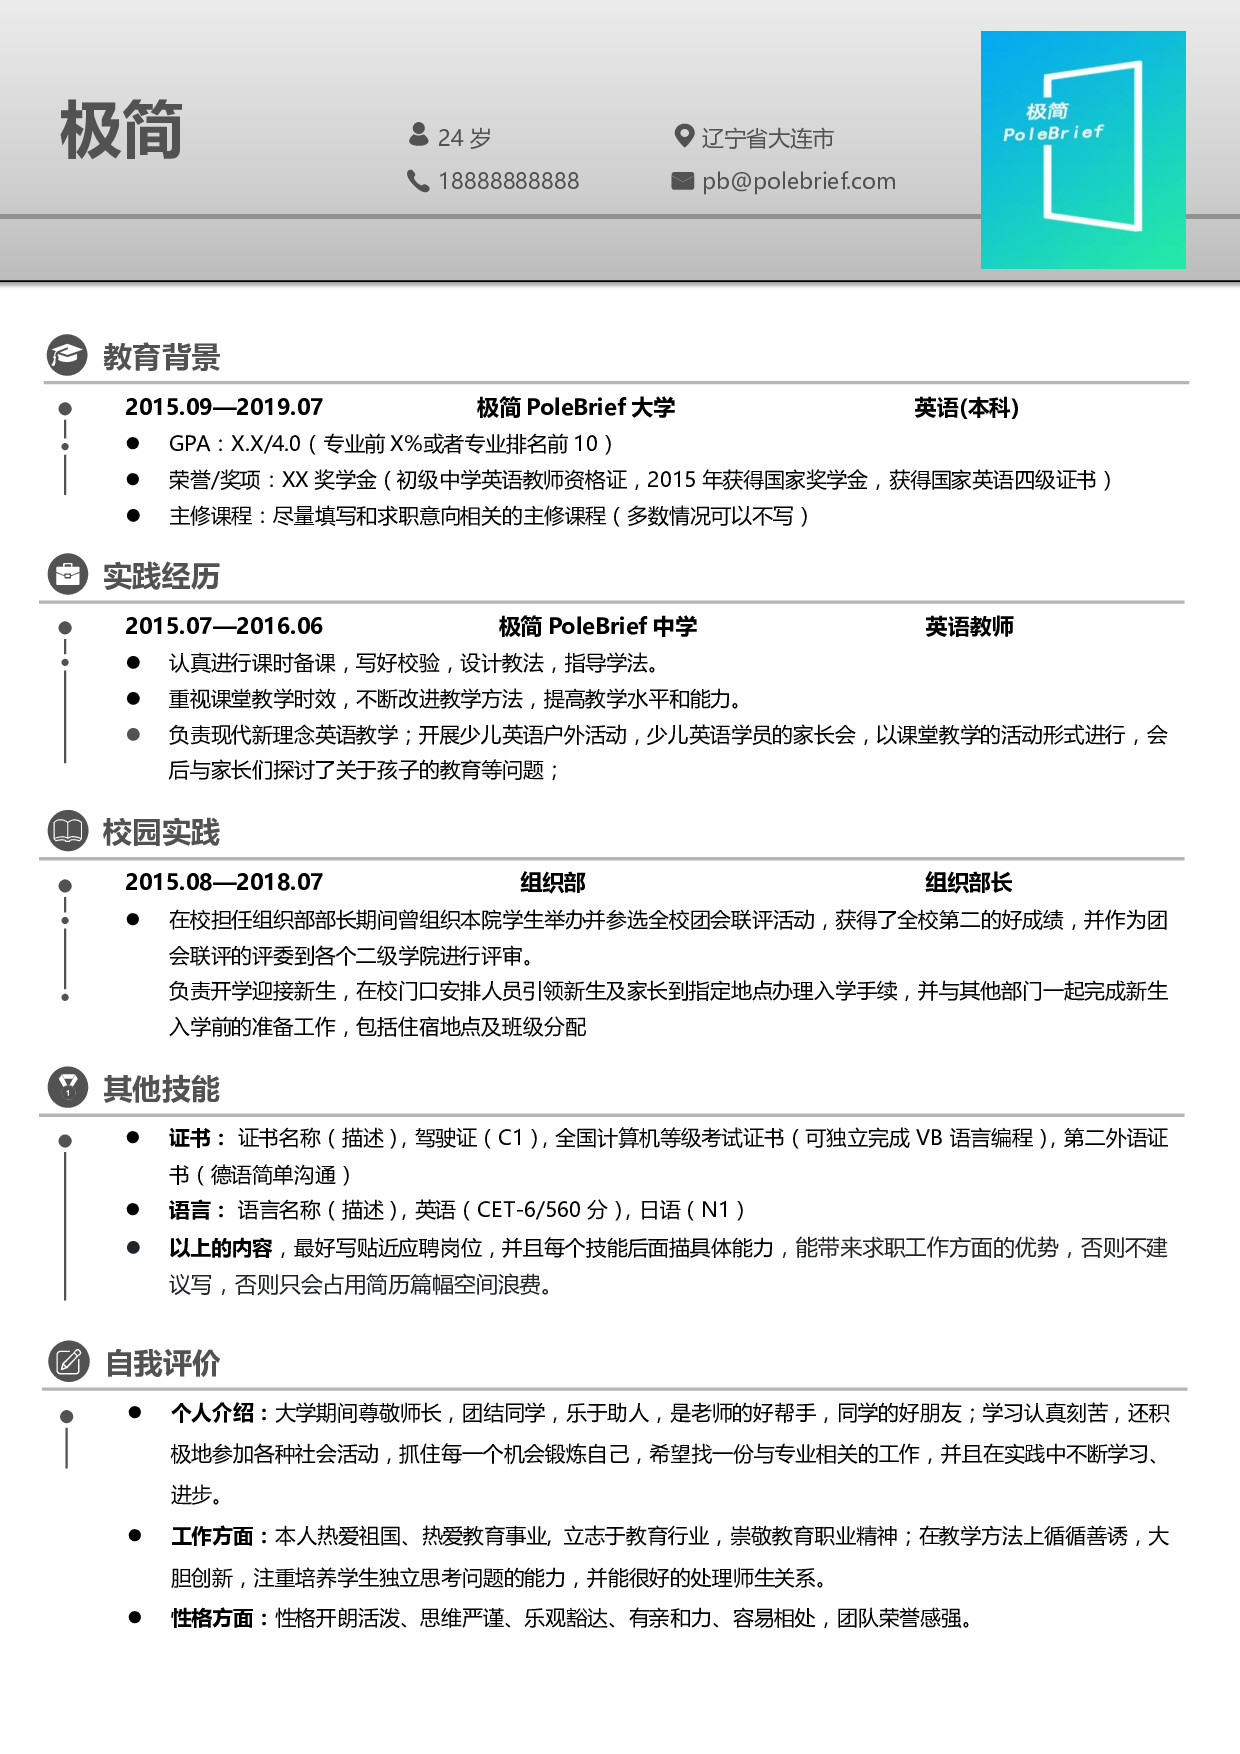 极简
24 岁
辽宁省大连市
18888888888
pb@polebrief.com
极简
PoleBrief
教育背景
2015.09—2019.07 极简 PoleBrief 大学 英语(本科)
● GPA：X.X/4.0（专业前 X%或者专业排名前 10）
● 荣誉/奖项：XX 奖学金（初级中学英语教师资格证，2015 年获得国家奖学金，获得国家英语四级证书）
● 主修课程：尽量填写和求职意向相关的主修课程（多数情况可以不写）
实践经历
2015.07—2016.06 极简 PoleBrief 中学 英语教师
● 认真进行课时备课，写好校验，设计教法，指导学法。
● 重视课堂教学时效，不断改进教学方法，提高教学水平和能力。
● 负责现代新理念英语教学；开展少儿英语户外活动，少儿英语学员的家长会，以课堂教学的活动形式进行，会
后与家长们探讨了关于孩子的教育等问题；
校园实践
2015.08—2018.07 组织部 组织部长
● 在校担任组织部部长期间曾组织本院学生举办并参选全校团会联评活动，获得了全校第二的好成绩，并作为团
会联评的评委到各个二级学院进行评审。
负责开学迎接新生，在校门口安排人员引领新生及家长到指定地点办理入学手续，并与其他部门一起完成新生
入学前的准备工作，包括住宿地点及班级分配
其他技能
● 证书： 证书名称（描述），驾驶证（C1），全国计算机等级考试证书（可独立完成 VB 语言编程），第二外语证
书（德语简单沟通）
● 语言： 语言名称（描述），英语（CET-6/560 分），日语（N1）
● 以上的内容，最好写贴近应聘岗位，并且每个技能后面描具体能力，能带来求职工作方面的优势，否则不建
议写，否则只会占用简历篇幅空间浪费。
自我评价
● 个人介绍：大学期间尊敬师长，团结同学，乐于助人，是老师的好帮手，同学的好朋友；学习认真刻苦，还积
极地参加各种社会活动，抓住每一个机会锻炼自己，希望找一份与专业相关的工作，并且在实践中不断学习、
进步。
● 工作方面：本人热爱祖国、热爱教育事业, 立志于教育行业，崇敬教育职业精神；在教学方法上循循善诱，大
胆创新，注重培养学生独立思考问题的能力，并能很好的处理师生关系。
● 性格方面：性格开朗活泼、思维严谨、乐观豁达、有亲和力、容易相处，团队荣誉感强。